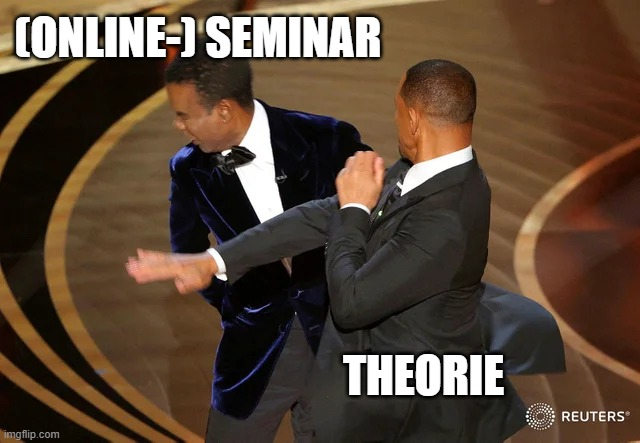 (ONLINE-) SEMINAR
THEORIE
REUTERS®
imgflip.com